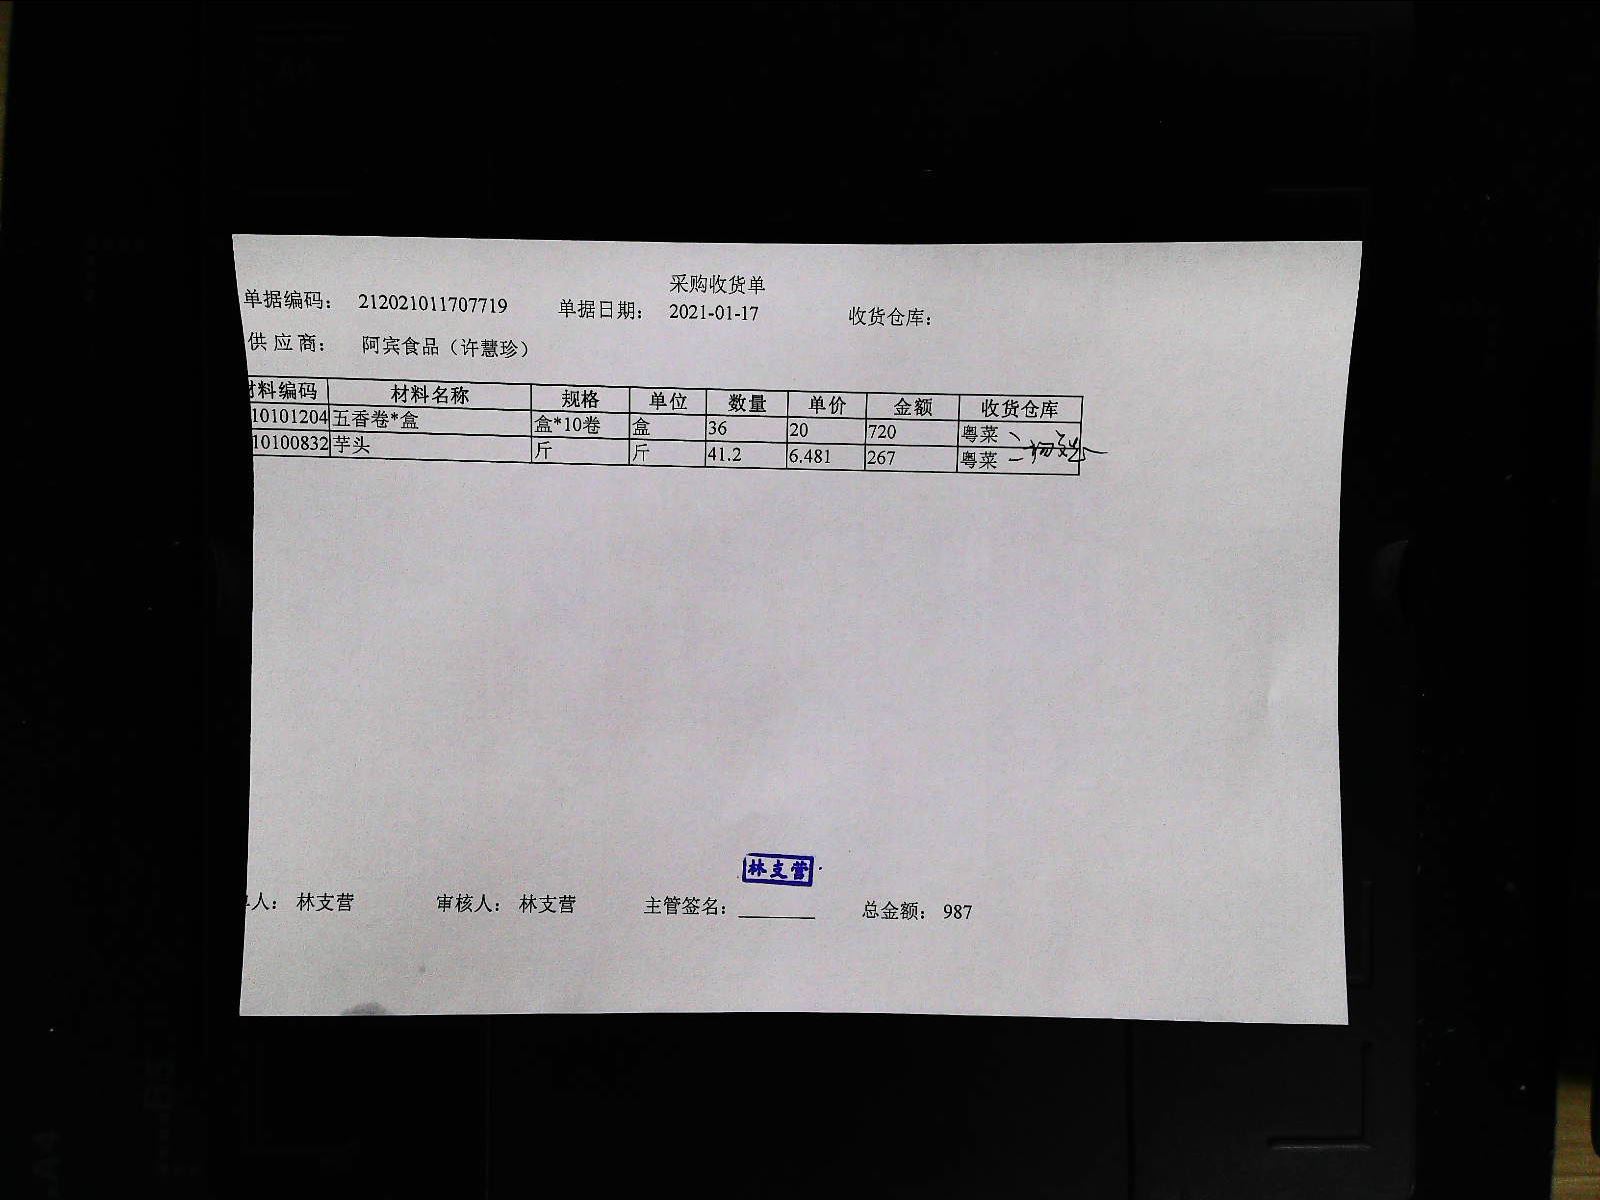 采购收货单
单据编码: 212021011707719 单据日期: 2021-01-17 收货仓库:
供应商: 阿宾食品（许慧珍）
材料编码 材料名称 规格 单位 数量 单价 金额 收货仓库
10101204 五香卷*盒 盒*10卷 盒 36 20 720 粤菜
10100832 芋头 斤 斤 41.2 6.481 267 粤菜
林支营
人: 林支营 审核人: 林支营 主管签名: 总金额: 987